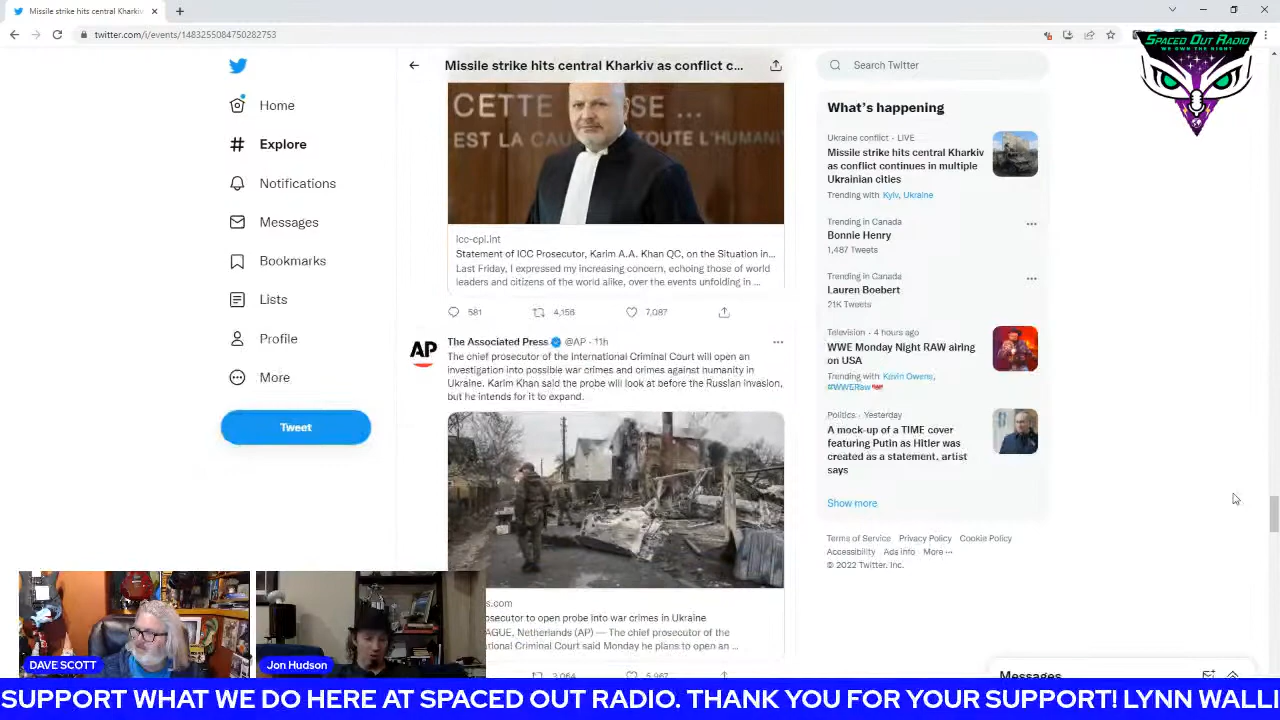 Missile strike hits central Kharkiv
twitter.com/i/events/1483255084750282753
SPACED OUT RADIO
WE OWN THE NIGHT
Home
Explore
Notifications
Messages
Bookmarks
Lists
Profile
More
Tweet
Missile strike hits central Kharkiv as conflict c...
CETTE
SE ...
EST LA CAU
TOUTE L'HUMANI
icc-cpi.int
Statement of ICC Prosecutor, Karim A.A. Khan QC, on the Situation in...
Last Friday, I expressed my increasing concern, echoing those of world
leaders and citizens of the world alike, over the events unfolding in ...
581
4,158
7,087
AP
The Associated Press @AP · 11h
The chief prosecutor of the International Criminal Court will open an
investigation into possible war crimes and crimes against humanity in
Ukraine. Karim Khan said the probe will look at before the Russian invasion,
but he intends for it to expand.
s.com
osecutor to open probe into war crimes in Ukraine
AGUE, Netherlands (AP) — The chief prosecutor of the
tional Criminal Court said Monday he plans to open an ...
3,064
5,967
Search Twitter
What's happening
Ukraine conflict · LIVE
Missile strike hits central Kharkiv
as conflict continues in multiple
Ukrainian cities
Trending with Kyiv, Ukraine
Trending in Canada
Bonnie Henry
1,487 Tweets
Trending in Canada
Lauren Boebert
21K Tweets
Television · 4 hours ago
WWE Monday Night RAW airing
on USA
Trending with Kevin Owens,
#WWERaw
Politics · Yesterday
A mock-up of a TIME cover
featuring Putin as Hitler was
created as a statement, artist
says
Show more
Terms of Service Privacy Policy Cookie Policy
Accessibility Ads info More ...
© 2022 Twitter, Inc.
Messages
DAVE SCOTT
Jon Hudson
SUPPORT WHAT WE DO HERE AT SPACED OUT RADIO. THANK YOU FOR YOUR SUPPORT! LYNN WALLI